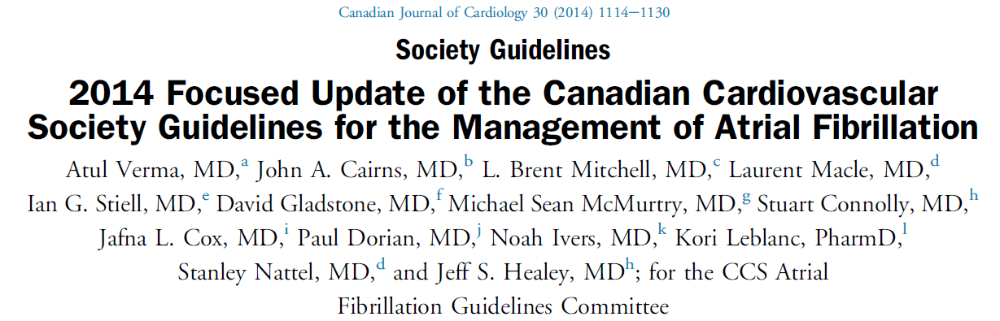 Canadian Journal of Cardiology 30 (2014) 1114–1130
Society Guidelines
2014 Focused Update of the Canadian Cardiovascular
Society Guidelines for the Management of Atrial Fibrillation
Atul Verma, MD,a John A. Cairns, MD,b L. Brent Mitchell, MD,c Laurent Macle, MD,d
Ian G. Stiell, MD,e David Gladstone, MD,f Michael Sean McMurtry, MD,g Stuart Connolly, MD,h
Jafna L. Cox, MD,i Paul Dorian, MD,j Noah Ivers, MD,k Kori Leblanc, PharmD,l
Stanley Nattel, MD,d and Jeff S. Healey, MDh; for the CCS Atrial
Fibrillation Guidelines Committee